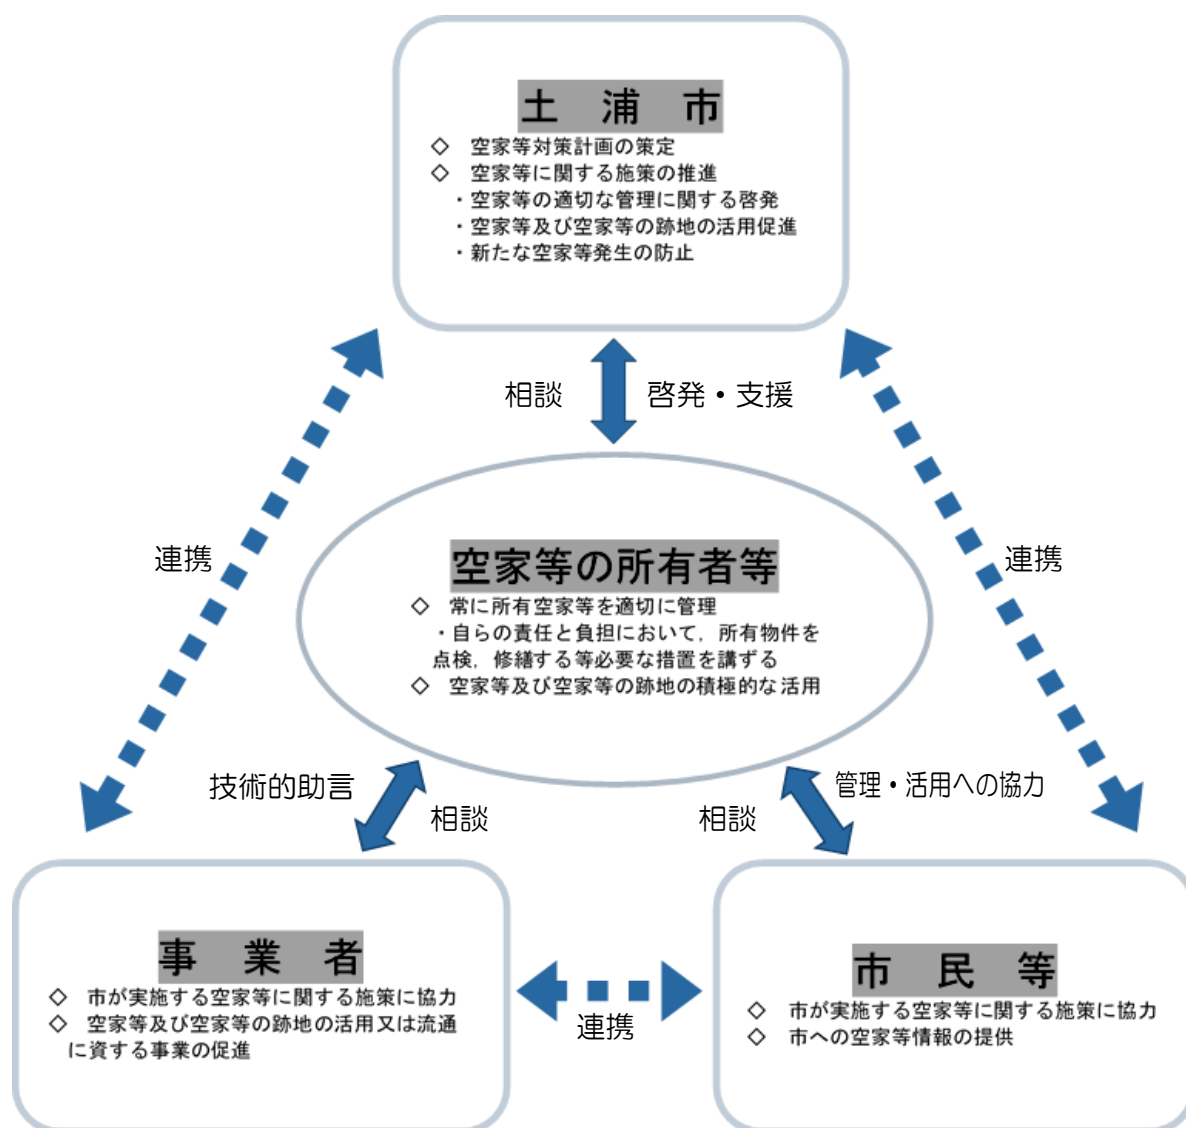 土　浦　市
◇　空家等対策計画の策定
◇　空家等に関する施策の推進
・空家等の適切な管理に関する啓発
・空家等及び空家等の跡地の活用促進
・新たな空家等発生の防止
相談
啓発・支援
連携
連携
空家等の所有者等
◇　常に所有空家等を適切に管理
・自らの責任と負担において，所有物件を
点検，修繕する等必要な措置を講ずる
◇　空家等及び空家等の跡地の積極的な活用
技術的助言
相談
相談
管理・活用への協力
事　業　者
◇　市が実施する空家等に関する施策に協力
◇　空家等及び空家等の跡地の活用又は流通
に資する事業の促進
連携
市　民　等
◇　市が実施する空家等に関する施策に協力
◇　市への空家等情報の提供